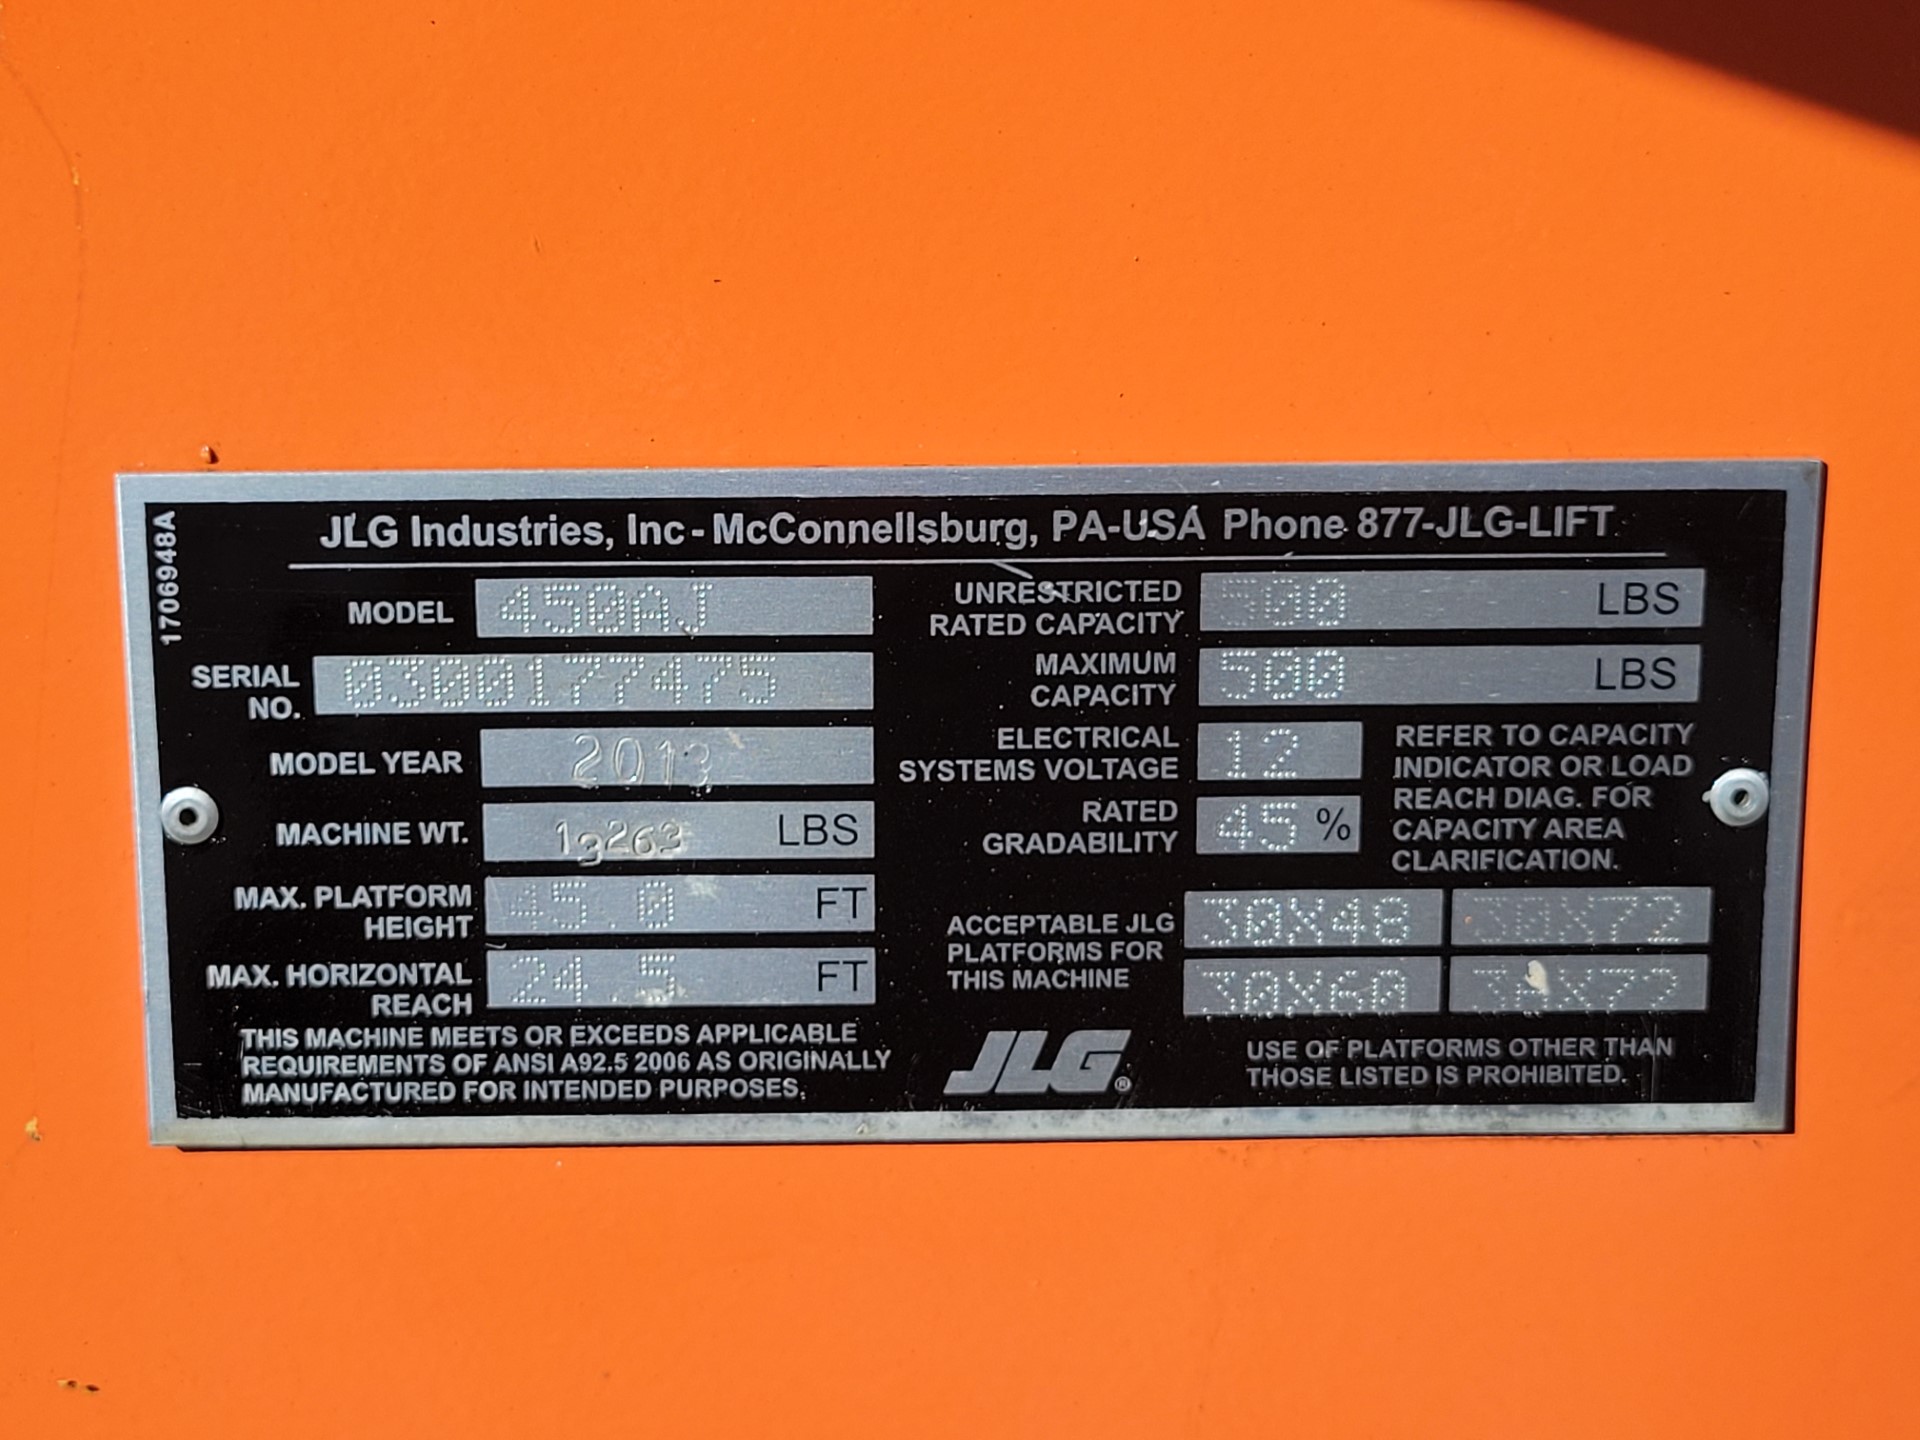 1706948A
JLG Industries, Inc - McConnellsburg, PA-USA Phone 877-JLG-LIFT
MODEL 450AJ
SERIAL
NO. 0300177475
MODEL YEAR 2013
MACHINE WT. 13263 LBS
MAX. PLATFORM
HEIGHT 45.0 FT
MAX. HORIZONTAL
REACH 24.5 FT
THIS MACHINE MEETS OR EXCEEDS APPLICABLE
REQUIREMENTS OF ANSI A92.5 2006 AS ORIGINALLY
MANUFACTURED FOR INTENDED PURPOSES.
UNRESTRICTED
RATED CAPACITY 500 LBS
MAXIMUM
CAPACITY 500 LBS
ELECTRICAL
SYSTEMS VOLTAGE 12
RATED
GRADABILITY 45 %
REFER TO CAPACITY
INDICATOR OR LOAD
REACH DIAG. FOR
CAPACITY AREA
CLARIFICATION.
ACCEPTABLE JLG
PLATFORMS FOR
THIS MACHINE
30X48 30X72
30X60 30X72
JLG®
USE OF PLATFORMS OTHER THAN
THOSE LISTED IS PROHIBITED.